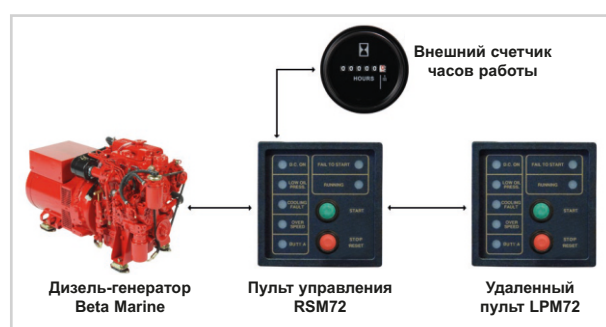 Внешний счетчик
часов работы
00000
HOURS
D.C. ON
FAIL TO START
LOW OIL
PRESS.
RUNNING
COOLING
FAULT
START
OVER
SPEED
STOP
RESET
D.C. ON
FAIL TO START
LOW OIL
PRESS.
RUNNING
COOLING
FAULT
START
OVER
SPEED
STOP
RESET
Дизель-генератор
Beta Marine
Пульт управления
RSM72
Удаленный
пульт LPM72